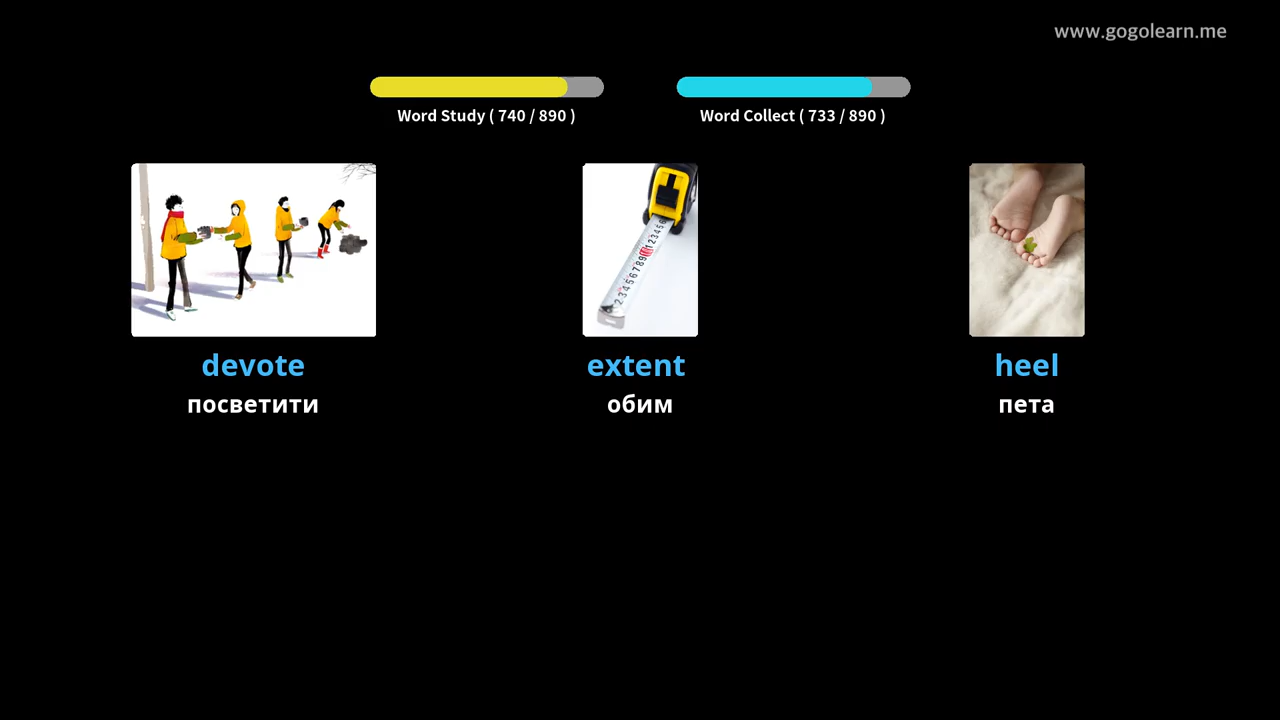 www.gogolearn.me
Word Study ( 740 / 890 )
Word Collect ( 733 / 890 )
devote
extent
heel
посветити
обим
пета